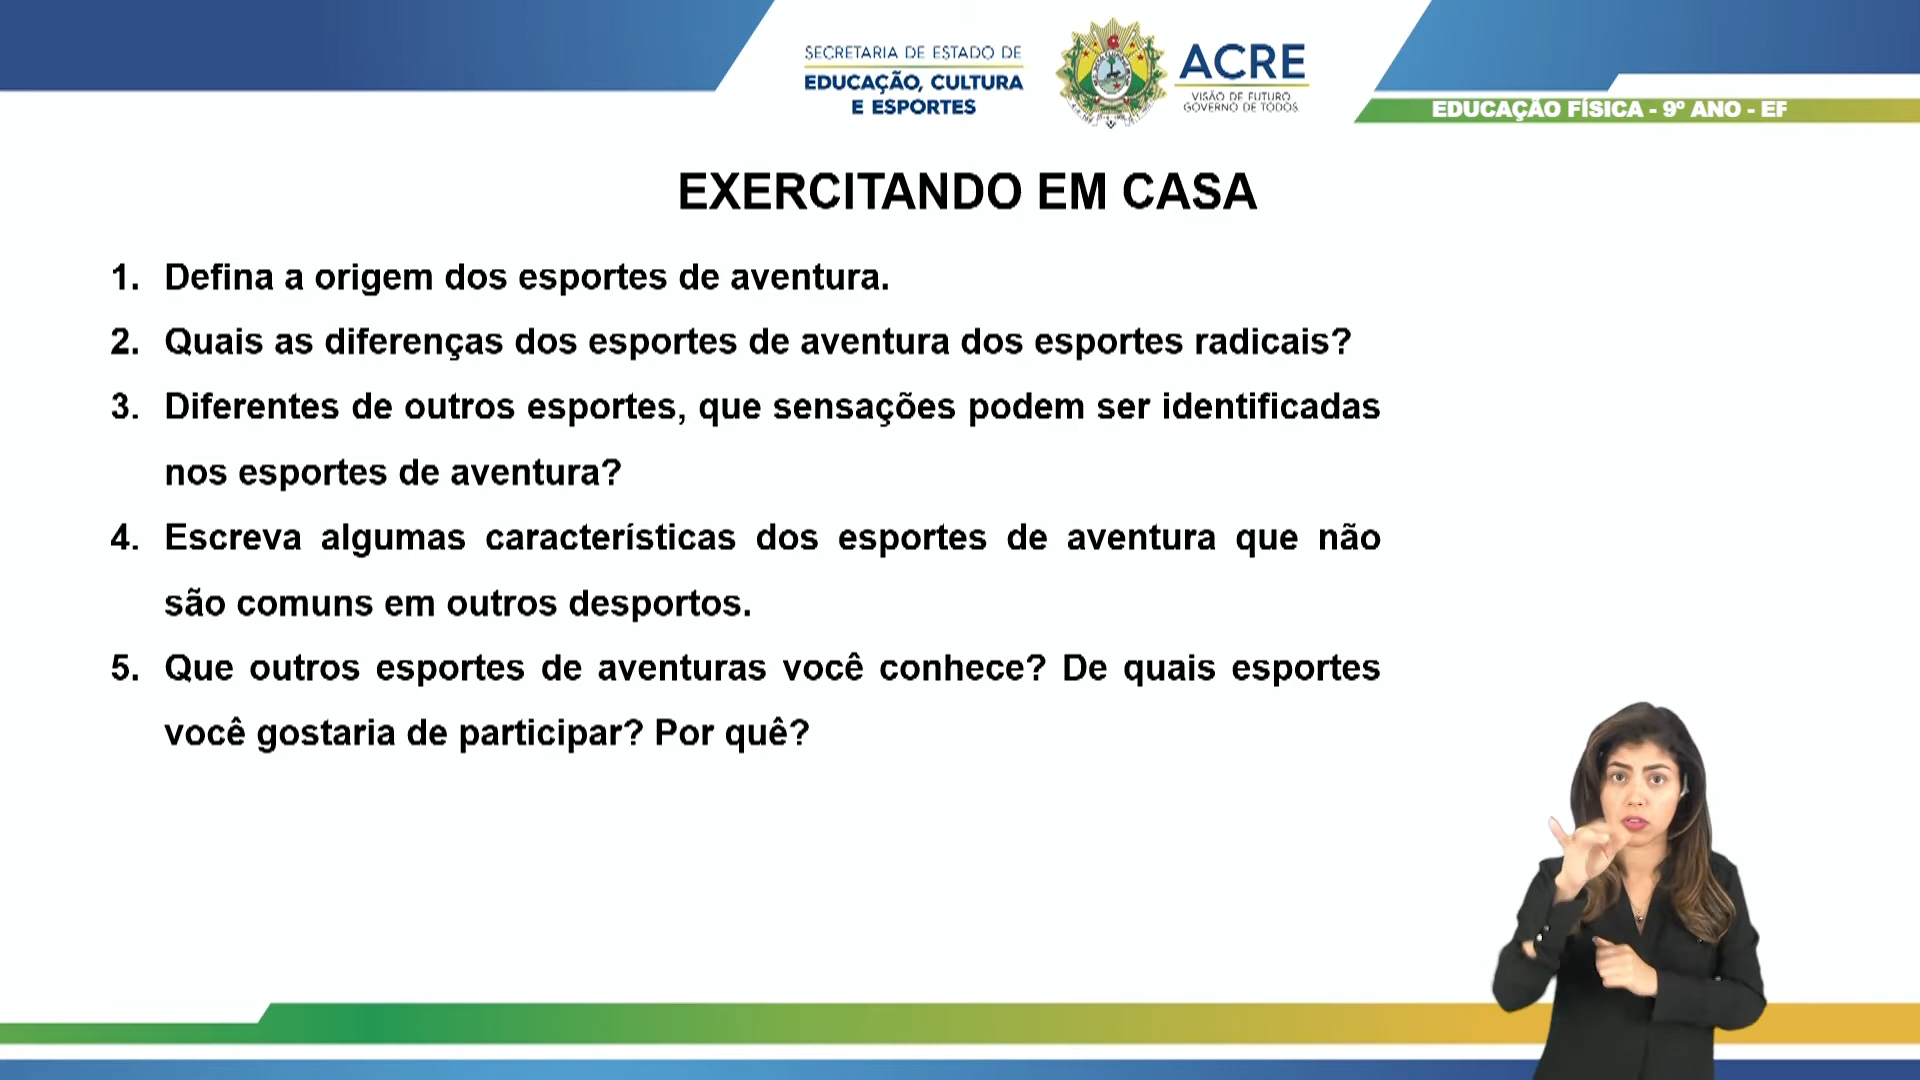 SECRETARIA DE ESTADO DE
EDUCAÇÃO, CULTURA
E ESPORTES
ACRE
VISÃO DE FUTURO
GOVERNO DE TODOS
EDUCAÇÃO FÍSICA - 9º ANO - EF
EXERCITANDO EM CASA
1. Defina a origem dos esportes de aventura.
2. Quais as diferenças dos esportes de aventura dos esportes radicais?
3. Diferentes de outros esportes, que sensações podem ser identificadas
nos esportes de aventura?
4. Escreva algumas características dos esportes de aventura que não
são comuns em outros desportos.
5. Que outros esportes de aventuras você conhece? De quais esportes
você gostaria de participar? Por quê?